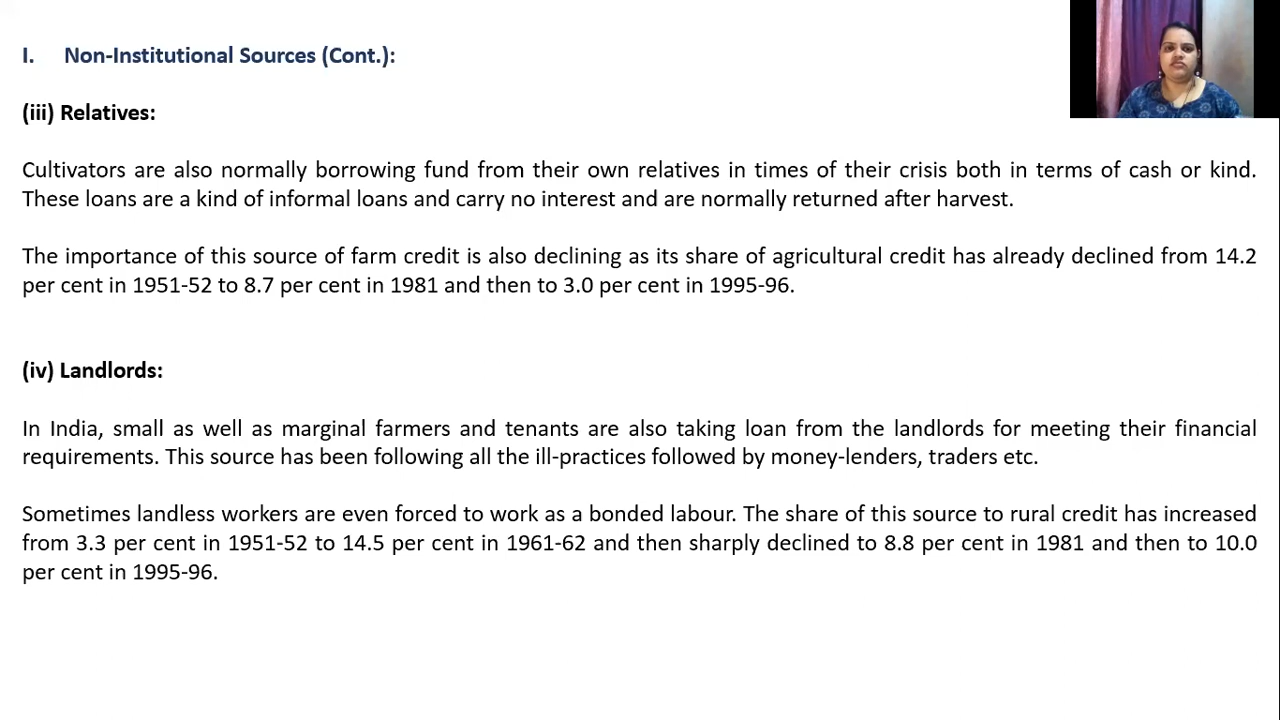 I. Non-Institutional Sources (Cont.):
(iii) Relatives:
Cultivators are also normally borrowing fund from their own relatives in times of their crisis both in terms of cash or kind.
These loans are a kind of informal loans and carry no interest and are normally returned after harvest.
The importance of this source of farm credit is also declining as its share of agricultural credit has already declined from 14.2
per cent in 1951-52 to 8.7 per cent in 1981 and then to 3.0 per cent in 1995-96.
(iv) Landlords:
In India, small as well as marginal farmers and tenants are also taking loan from the landlords for meeting their financial
requirements. This source has been following all the ill-practices followed by money-lenders, traders etc.
Sometimes landless workers are even forced to work as a bonded labour. The share of this source to rural credit has increased
from 3.3 per cent in 1951-52 to 14.5 per cent in 1961-62 and then sharply declined to 8.8 per cent in 1981 and then to 10.0
per cent in 1995-96.